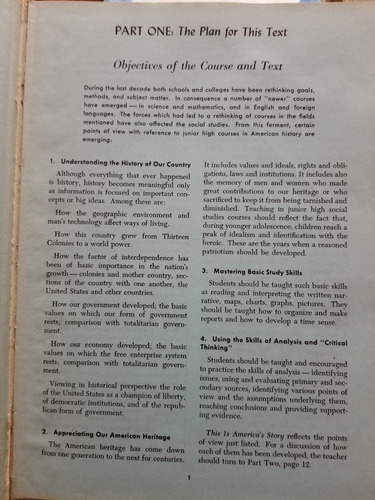 PART ONE: The Plan for This Text
Objectives of the Course and Text
During the last decade both schools and colleges have been rethinking goals,
methods, and subject matter. In consequence a number of "newer" courses
have emerged — in science and mathematics, and in English and foreign
languages. The forces which had led to a rethinking of courses in the fields
mentioned have also affected the social studies. From this ferment, certain
points of view with reference to junior high courses in American history are
emerging.
1. Understanding the History of Our Country
Although everything that ever happened
is history, history becomes meaningful only
as information is focused on important con-
cepts or big ideas. Among these are:
How the geographic environment and
man's technology affect ways of living.
How this country grew from Thirteen
Colonies to a world power.
How the factor of interdependence has
been of basic importance in the nation's
growth — colonies and mother country, sec-
tions of the country with one another, the
United States and other countries.
How our government developed; the basic
values on which our form of government
rests; comparison with totalitarian govern-
ment.
How our economy developed; the basic
values on which the free enterprise system
rests; comparison with totalitarian govern-
ment.
Viewing in historical perspective the role
of the United States as a champion of liberty,
of democratic institutions, and of the repub-
lican form of government.
2. Appreciating Our American Heritage
The American heritage has come down
from one generation to the next for centuries.
It includes values and ideals, rights and obli-
gations, laws and institutions. It includes also
the memory of men and women who made
great contributions to our heritage or who
sacrificed to keep it from being tarnished and
diminished. Teaching in junior high social
studies courses should reflect the fact that,
during younger adolescence, children reach a
peak of idealism and identification with the
heroic. These are the years when a reasoned
patriotism should be developed.
3. Mastering Basic Study Skills
Students should be taught such basic skills
as reading and interpreting the written nar-
rative, maps, charts, graphs, pictures. They
should be taught how to organize and make
reports and how to develop a time sense.
4. Using the Skills of Analysis and "Critical
Thinking"
Students should be taught and encouraged
to practice the skills of analysis — identifying
issues, using and evaluating primary and sec-
ondary sources, identifying various points of
view and the assumptions underlying them,
reaching conclusions and providing support-
ing evidence.
This Is America's Story reflects the points
of view just listed. For a discussion of how
each of them has been developed, the teacher
should turn to Part Two, page 12.
1